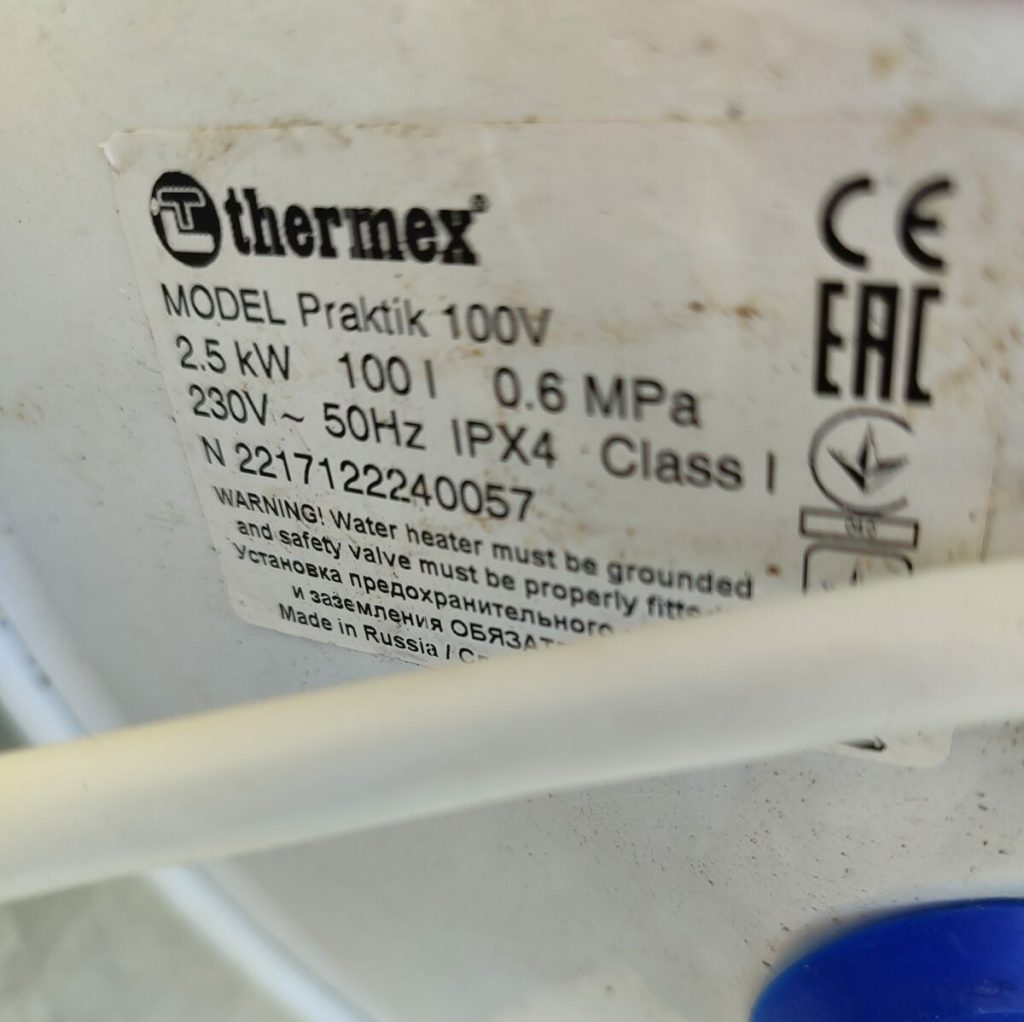 thermex®
CE
MODEL Praktik 100V
EAC
2.5 kW 100 l 0.6 MPa
230V ~ 50Hz IPX4 Class I
N 2217122240057
WARNING! Water heater must be grounded
and safety valve must be properly
Установка предохранительного
и заземления
Made in Russia /